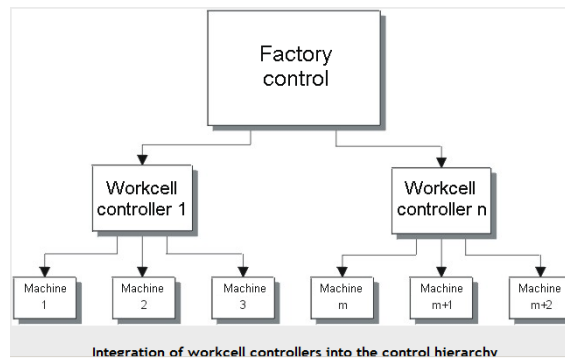 Factory
control
Workcell
controller 1
Workcell
controller n
Machine
1
Machine
2
Machine
3
Machine
m
Machine
m+1
Machine
m+2
Integration of workcell controllers into the control hierarchy